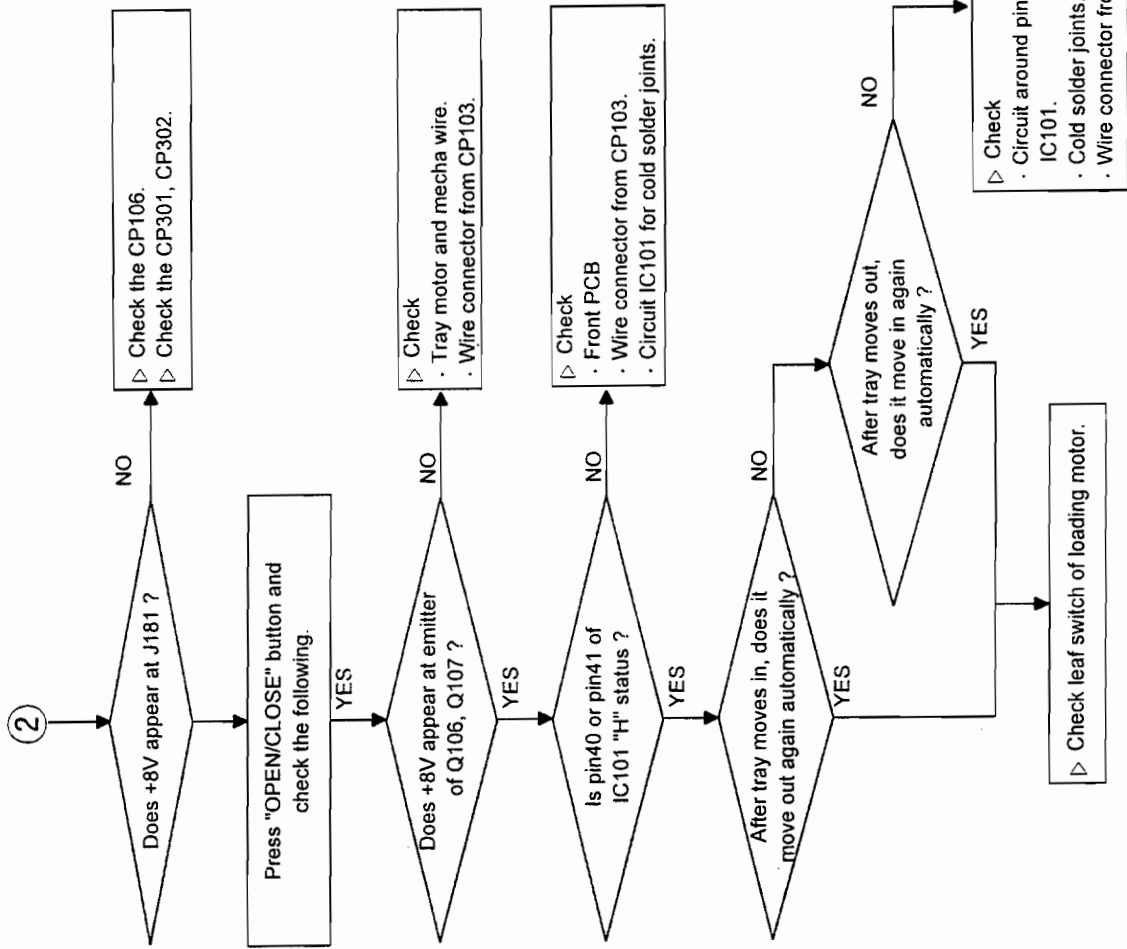 2
Does +8V appear at J181 ?
NO
▷ Check the CP106.
▷ Check the CP301, CP302.
Press "OPEN/CLOSE" button and
check the following.
YES
Does +8V appear at emitter
of Q106, Q107 ?
NO
▷ Check
· Tray motor and mecha wire.
· Wire connector from CP103.
YES
Is pin40 or pin41 of
IC101 "H" status ?
NO
▷ Check
· Front PCB
· Wire connector from CP103.
· Circuit IC101 for cold solder joints.
YES
After tray moves in, does it
move out again automatically ?
NO
YES
After tray moves out,
does it move in again
automatically ?
NO
YES
▷ Check
· Circuit around pin
IC101.
· Cold solder joints.
· Wire connector
▷ Check leaf switch of loading motor.